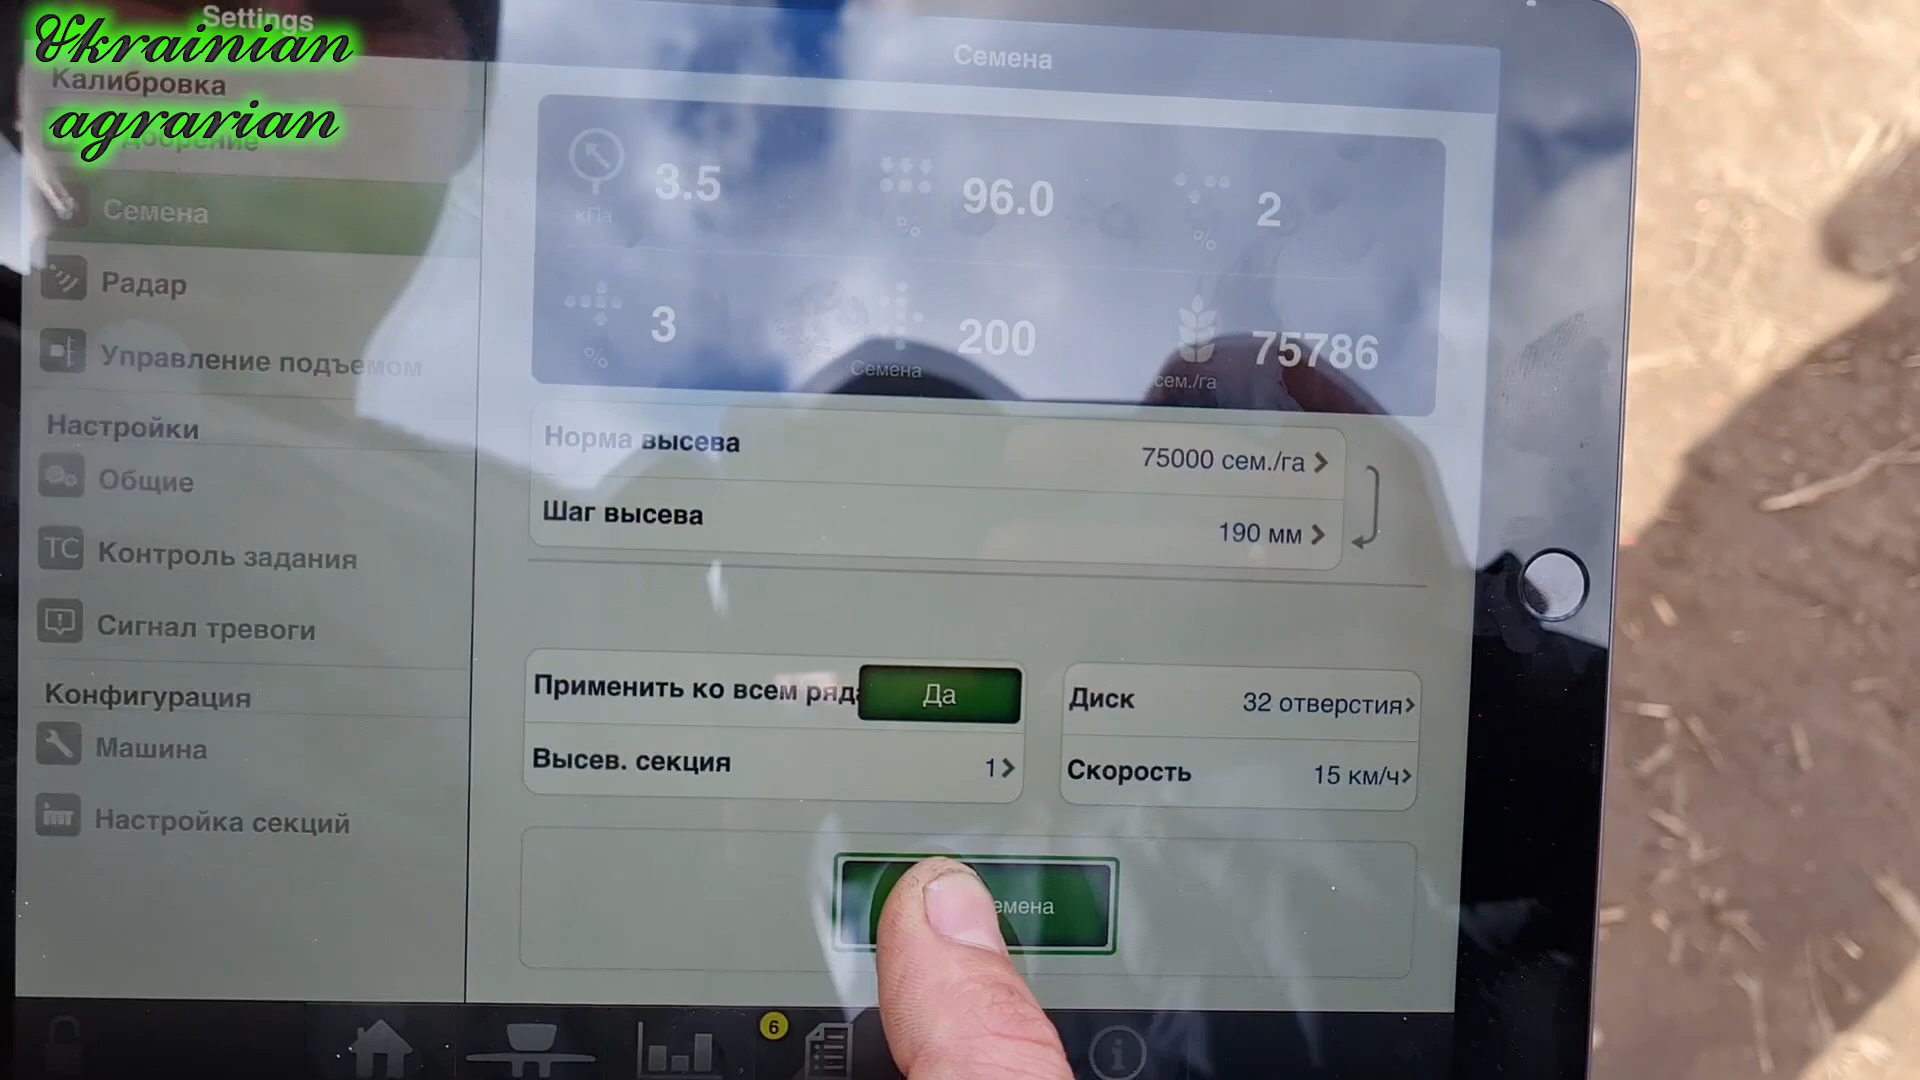 Settings
Ukrainian
agrarian
Калибровка
Семена
Радар
Управление подъемом
Настройки
Общие
TC Контроль задания
Сигнал тревоги
Конфигурация
Машина
Настройка секций
Семена
кПа 3.5
% 96.0
% 2
% 3
Семена 200
сем./га 75786
Норма высева 75000 сем./га
Шаг высева 190 мм
Применить ко всем ряда Да
Высев. секция 1
Диск 32 отверстия
Скорость 15 км/ч
6